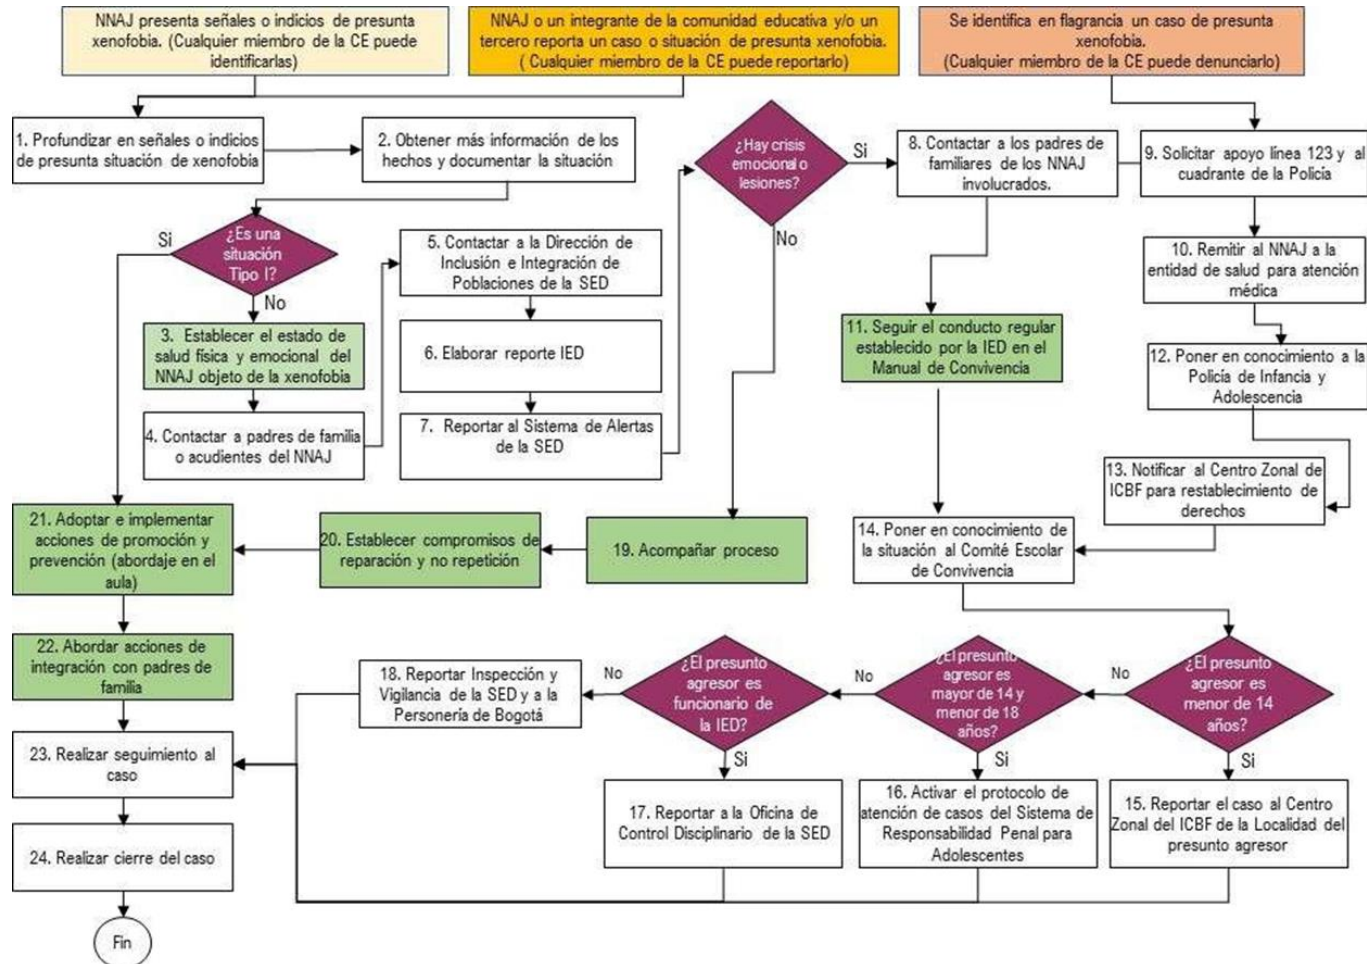 NNAJ presenta señales o indicios de presunta
xenofobia. (Cualquier miembro de la CE puede
identificarlas)
NNAJ o un integrante de la comunidad educativa y/o un
tercero reporta un caso o situación de presunta xenofobia.
( Cualquier miembro de la CE puede reportarlo)
Se identifica en flagrancia un caso de presunta
xenofobia.
(Cualquier miembro de la CE puede denunciarlo)
1. Profundizar en señales o indicios
de presunta situación de xenofobia
2. Obtener más información de los
hechos y documentar la situación
¿Hay crisis
emocional o
lesiones?
Si
No
8. Contactar a los padres de
familiares de los NNAJ
involucrados.
9. Solicitar apoyo línea 123 y al
cuadrante de la Policía
¿Es una
situación
Tipo I?
Si
No
5. Contactar a la Dirección de
Inclusión e Integración de
Poblaciones de la SED
10. Remitir al NNAJ a la
entidad de salud para atención
médica
3. Establecer el estado de
salud física y emocional del
NNAJ objeto de la xenofobia
6. Elaborar reporte IED
11. Seguir el conducto regular
establecido por la IED en el
Manual de Convivencia
12. Poner en conocimiento a la
Policía de Infancia y
Adolescencia
4. Contactar a padres de familia
o acudientes del NNAJ
7. Reportar al Sistema de Alertas
de la SED
13. Notificar al Centro Zonal de
ICBF para restablecimiento de
derechos
21. Adoptar e implementar
acciones de promoción y
prevención (abordaje en el
aula)
20. Establecer compromisos de
reparación y no repetición
19. Acompañar proceso
14. Poner en conocimiento de
la situación al Comité Escolar
de Convivencia
22. Abordar acciones de
integración con padres de
familia
18. Reportar Inspección y
Vigilancia de la SED y a la
Personería de Bogotá
No
¿El presunto
agresor es
funcionario de
la IED?
Si
No
¿El presunto
agresor es
mayor de 14 y
menor de 18
años?
Si
No
¿El presunto
agresor es
menor de 14
años?
Si
23. Realizar seguimiento al
caso
17. Reportar a la Oficina de
Control Disciplinario de la SED
16. Activar el protocolo de
atención de casos del Sistema de
Responsabilidad Penal para
Adolescentes
15. Reportar el caso al Centro
Zonal del ICBF de la Localidad del
presunto agresor
24. Realizar cierre del caso
Fin